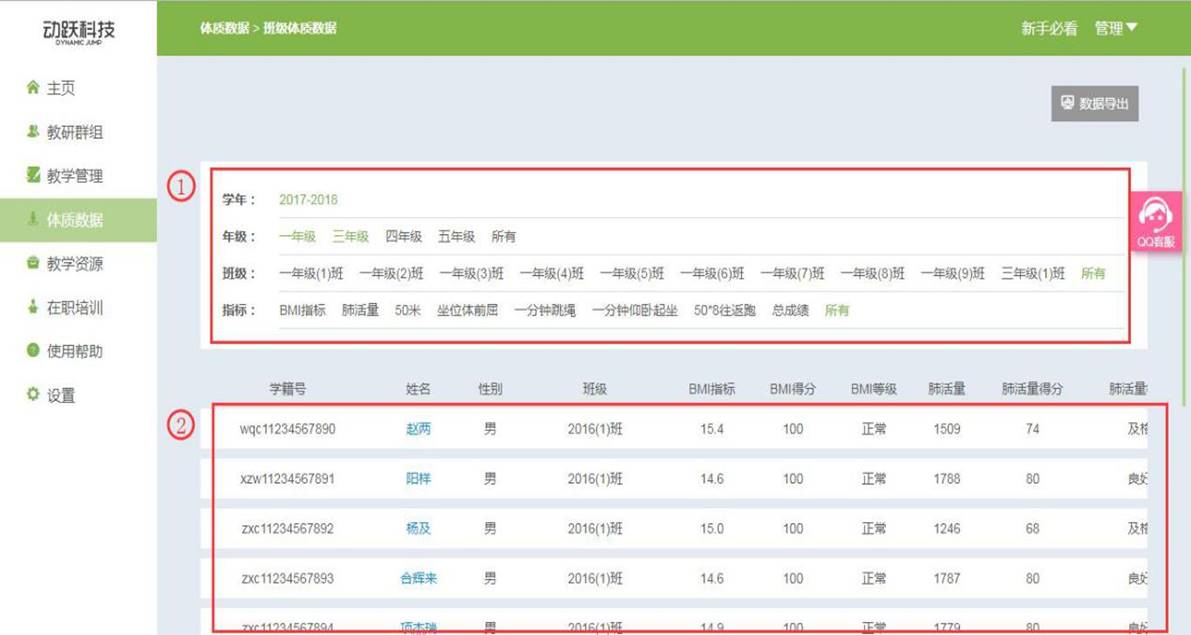 动跃科技
DYNAMIC JUMP
体质数据 > 班级体质数据
新手必看 管理
主页
教研群组
教学管理
体质数据
教学资源
在职培训
使用帮助
设置
数据导出
①
学年: 2017-2018
年级: 一年级 三年级 四年级 五年级 所有
班级: 一年级(1)班 一年级(2)班 一年级(3)班 一年级(4)班 一年级(5)班 一年级(6)班 一年级(7)班 一年级(8)班 一年级(9)班 三年级(1)班 所有
指标: BMI指标 肺活量 50米 坐位体前屈 一分钟跳绳 一分钟仰卧起坐 50*8往返跑 总成绩 所有
QQ客服
②
学籍号 姓名 性别 班级 BMI指标 BMI得分 BMI等级 肺活量 肺活量得分 肺活量
wqc11234567890 赵两 男 2016(1)班 15.4 100 正常 1509 74 及格
xzw11234567891 阳样 男 2016(1)班 14.6 100 正常 1788 80 良好
zxc11234567892 杨及 男 2016(1)班 15.0 100 正常 1246 68 及格
zxc11234567893 合辉来 男 2016(1)班 14.6 100 正常 1787 80 良好
zxc11234567894 项杰瑞 男 2016(1)班 14.9 100 正常 1779 80 良好